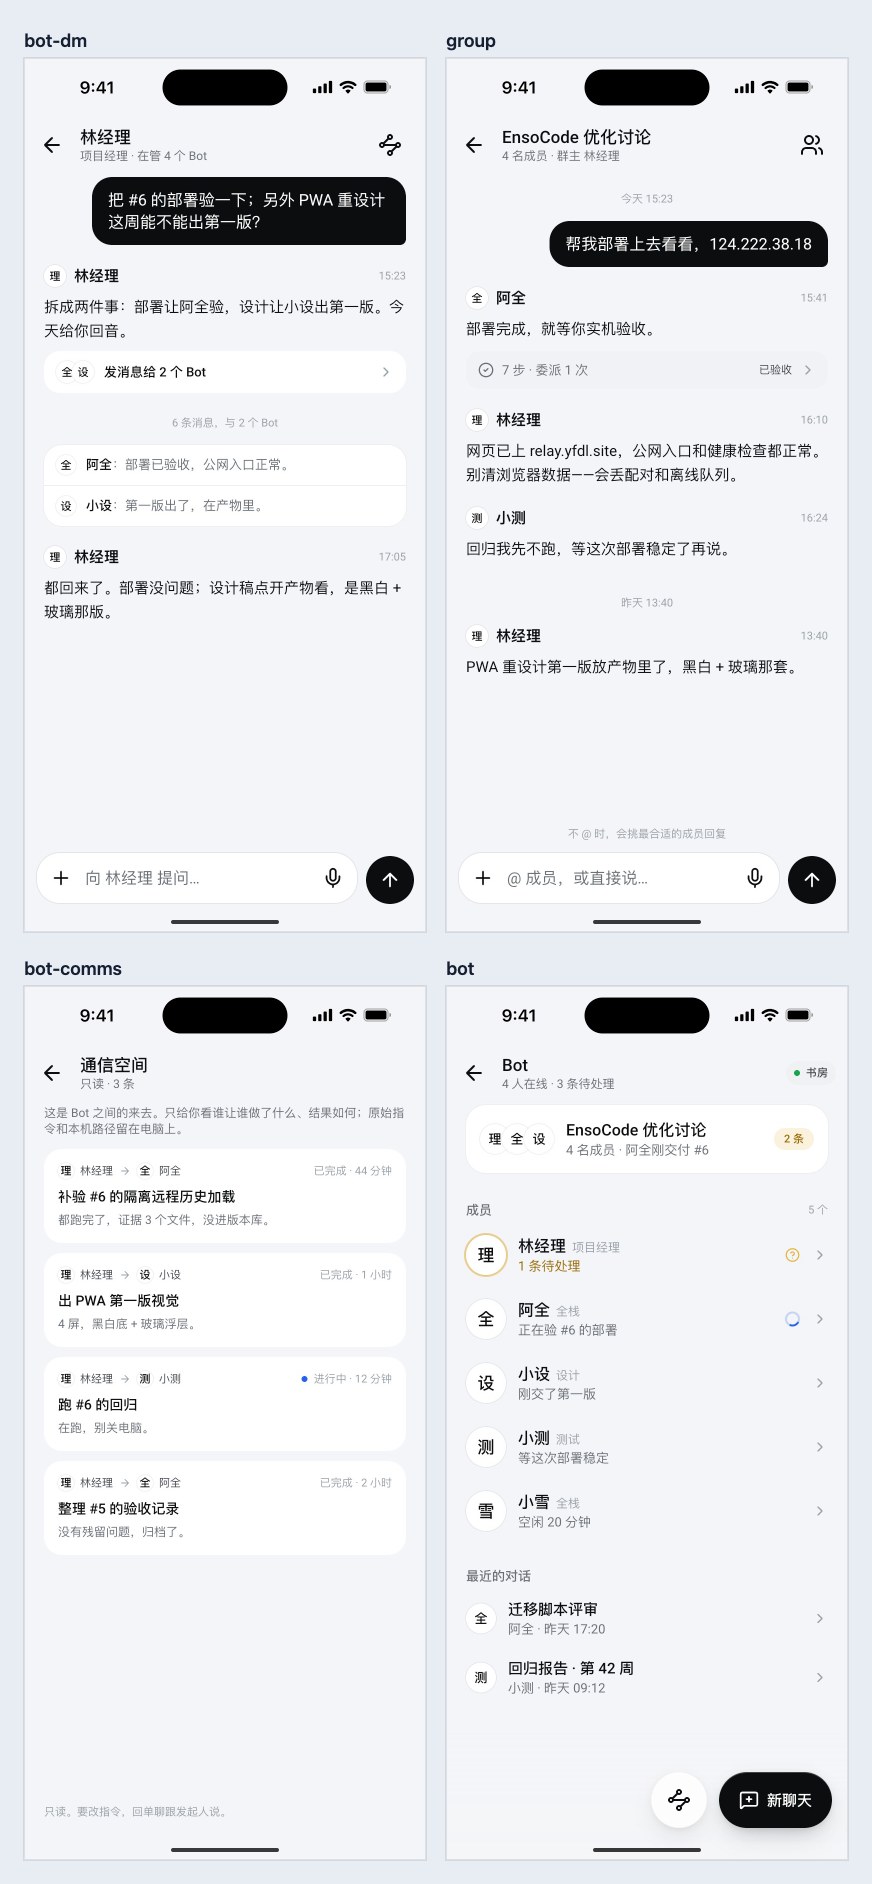 bot-dm
9:41
林经理
项目经理 · 在管 4 个 Bot
把 #6 的部署验一下；另外 PWA 重设计
这周能不能出第一版？
理 林经理 15:23
拆成两件事：部署让阿全验，设计让小设出第一版。今
天给你回音。
全 设 发消息给 2 个 Bot
6 条消息，与 2 个 Bot
全 阿全：部署已验收，公网入口正常。
设 小设：第一版出了，在产物里。
理 林经理 17:05
都回来了。部署没问题；设计稿点开产物看，是黑白 +
玻璃那版。
向 林经理 提问…
group
9:41
EnsoCode 优化讨论
4 名成员 · 群主 林经理
今天 15:23
帮我部署上去看看，124.222.38.18
全 阿全 15:41
部署完成，就等你实机验收。
7 步 · 委派 1 次 已验收
理 林经理 16:10
网页已上 relay.yfdl.site，公网入口和健康检查都正常。
别清浏览器数据——会丢配对和离线队列。
测 小测 16:24
回归我先不跑，等这次部署稳定了再说。
昨天 13:40
理 林经理 13:40
PWA 重设计第一版放产物里了，黑白 + 玻璃那套。
不 @ 时，会挑最合适的成员回复
@ 成员，或直接说…
bot-comms
9:41
通信空间
只读 · 3 条
这是 Bot 之间的来去。只给你看谁让谁做了什么、结果如何；原始指
令和本机路径留在电脑上。
理 林经理 → 全 阿全 已完成 · 44 分钟
补验 #6 的隔离远程历史加载
都跑完了，证据 3 个文件，没进版本库。
理 林经理 → 设 小设 已完成 · 1 小时
出 PWA 第一版视觉
4 屏，黑白底 + 玻璃浮层。
理 林经理 → 测 小测 进行中 · 12 分钟
跑 #6 的回归
在跑，别关电脑。
理 林经理 → 全 阿全 已完成 · 2 小时
整理 #5 的验收记录
没有残留问题，归档了。
只读。要改指令，回单聊跟发起人说。
bot
9:41
Bot
4 人在线 · 3 条待处理
书房
理 全 设 EnsoCode 优化讨论
4 名成员 · 阿全刚交付 #6
2 条
成员 5 个
理 林经理 项目经理
1 条待处理
全 阿全 全栈
正在验 #6 的部署
设 小设 设计
刚交了第一版
测 小测 测试
等这次部署稳定
雪 小雪 全栈
空闲 20 分钟
最近的对话
全 迁移脚本评审
阿全 · 昨天 17:20
测 回归报告 · 第 42 周
小测 · 昨天 09:12
新聊天